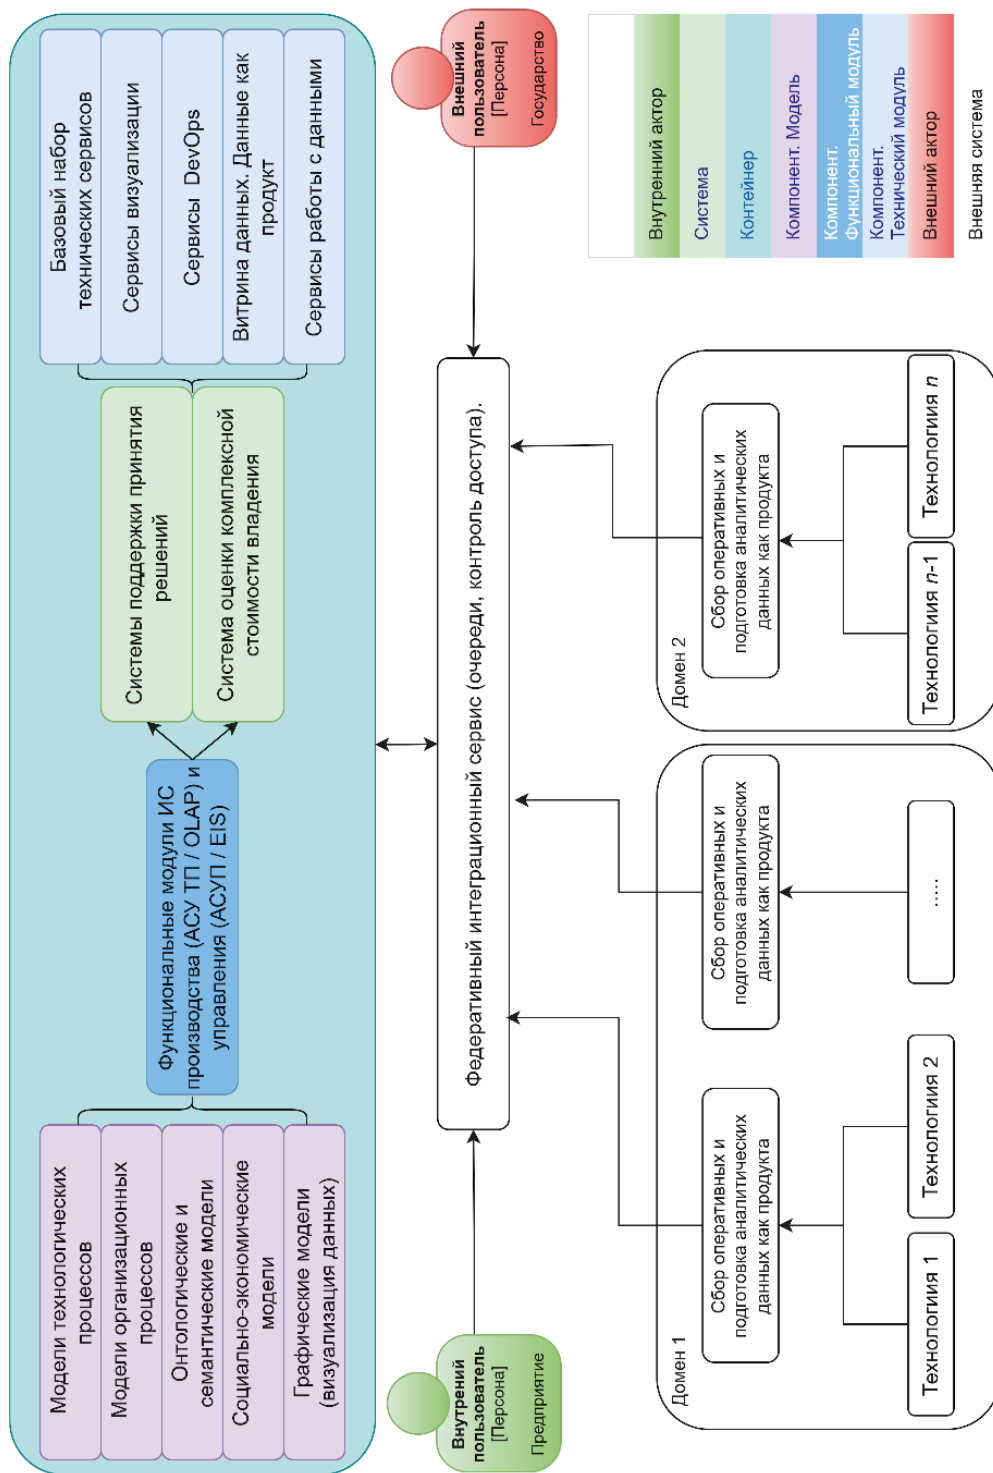 Модели технологических
процессов
Модели организационных
процессов
Онтологические и
семантические модели
Социально-экономические
модели
Графические модели
(визуализация данных)
Функциональные модули ИС
производства (АСУ ТП / OLAP) и
управления (АСУП / EIS)
Системы поддержки принятия
решений
Система оценки комплексной
стоимости владения
Базовый набор
технических сервисов
Сервисы визуализации
Сервисы DevOps
Витрина данных. Данные как
продукт
Сервисы работы с данными
Внутрений
пользователь
[Персона]
Предприятие
Внешний
пользователь
[Персона]
Государство
Федеративный интеграционный сервис (очереди, контроль доступа).
Домен 1
Сбор оперативных и
подготовка аналитических
данных как продукта
Технологиия 1
Технологиия 2
Сбор оперативных и
подготовка аналитических
данных как продукта
.....
Домен 2
Сбор оперативных и
подготовка аналитических
данных как продукта
Технологиия n-1
Технологиия n
Внутренний актор
Система
Контейнер
Компонент. Модель
Компонент.
Функциональный модуль
Компонент.
Технический модуль
Внешний актор
Внешняя система